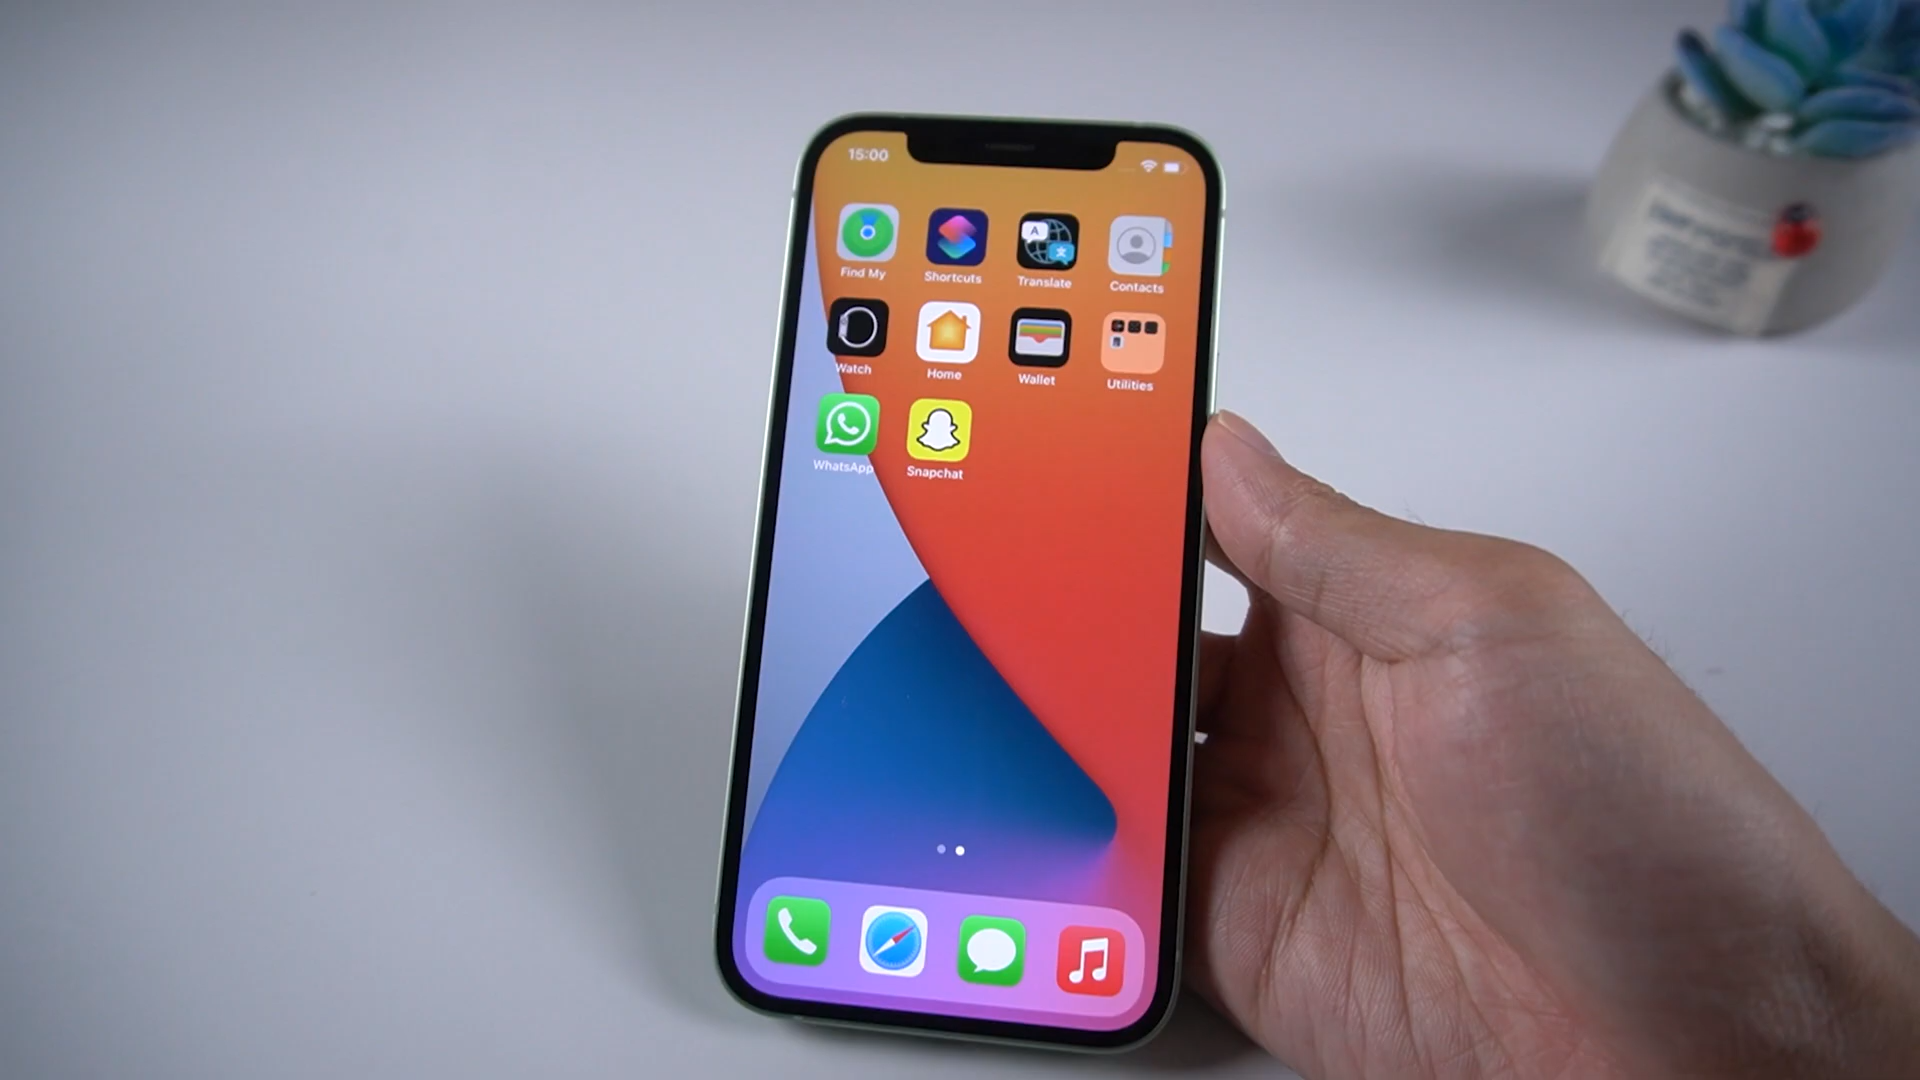 15:00
Find My
Shortcuts
Translate
Contacts
Watch
Home
Wallet
Utilities
WhatsApp
Snapchat